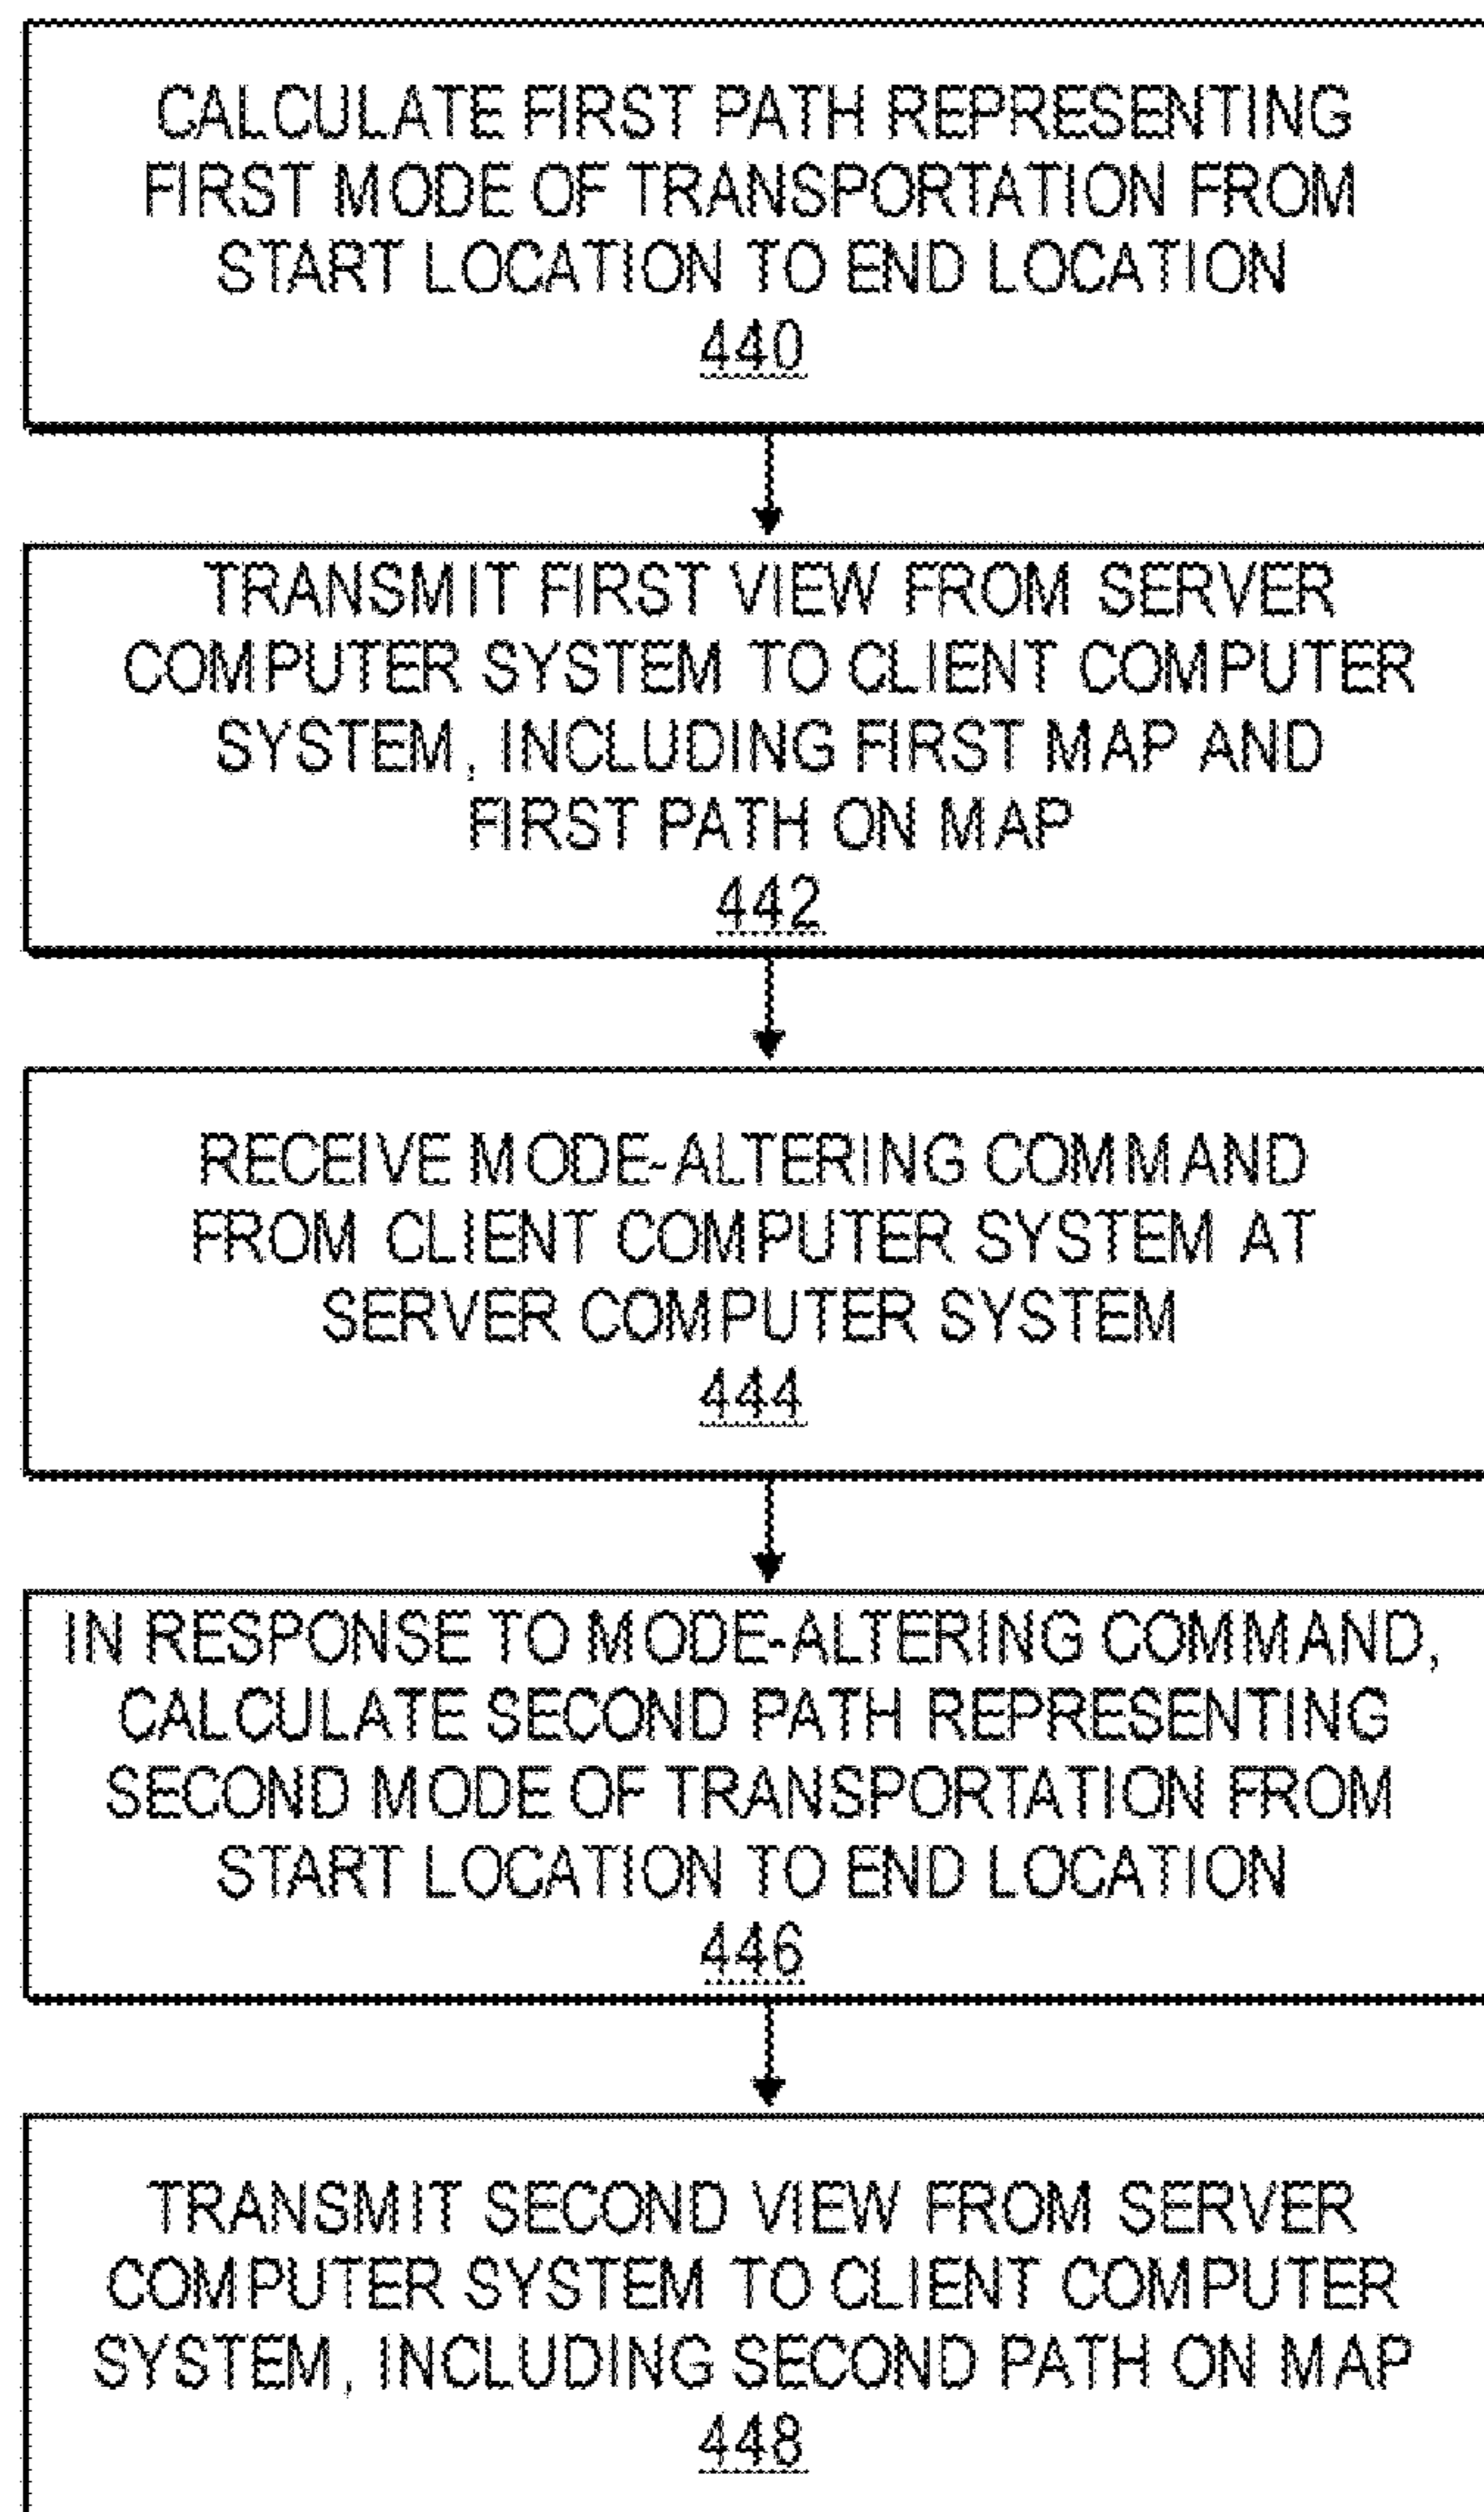 CALCULATE FIRST PATH REPRESENTING
FIRST MODE OF TRANSPORTATION FROM
START LOCATION TO END LOCATION
440
TRANSMIT FIRST VIEW FROM SERVER
COMPUTER SYSTEM TO CLIENT COMPUTER
SYSTEM, INCLUDING FIRST MAP AND
FIRST PATH ON MAP
442
RECEIVE MODE-ALTERING COMMAND
FROM CLIENT COMPUTER SYSTEM AT
SERVER COMPUTER SYSTEM
444
IN RESPONSE TO MODE-ALTERING COMMAND,
CALCULATE SECOND PATH REPRESENTING
SECOND MODE OF TRANSPORTATION FROM
START LOCATION TO END LOCATION
446
TRANSMIT SECOND VIEW FROM SERVER
COMPUTER SYSTEM TO CLIENT COMPUTER
SYSTEM, INCLUDING SECOND PATH ON MAP
448